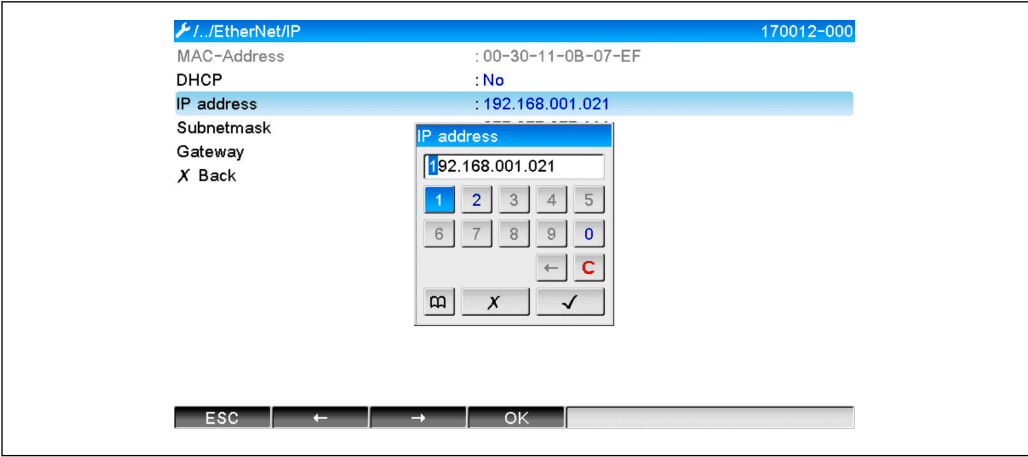 /../EtherNet/IP 170012-000
MAC-Address : 00-30-11-0B-07-EF
DHCP : No
IP address : 192.168.001.021
Subnetmask
Gateway
X Back
IP address
192.168.001.021
1 2 3 4 5
6 7 8 9 0
← C
X ✓
ESC ← → OK